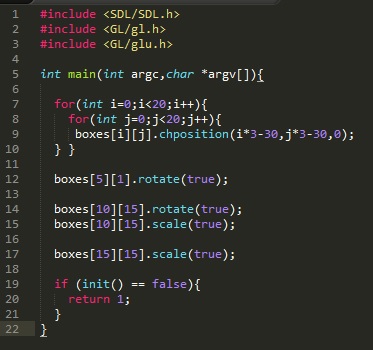 1 #include <SDL/SDL.h>
2 #include <GL/gl.h>
3 #include <GL/glu.h>
4
5 int main(int argc,char *argv[]){
6
7 for(int i=0;i<20;i++){
8 for(int j=0;j<20;j++){
9 boxes[i][j].chposition(i*3-30,j*3-30,0);
10 } }
11
12 boxes[5][1].rotate(true);
13
14 boxes[10][15].rotate(true);
15 boxes[10][15].scale(true);
16
17 boxes[15][15].scale(true);
18
19 if (init() == false){
20 return 1;
21 }
22 }